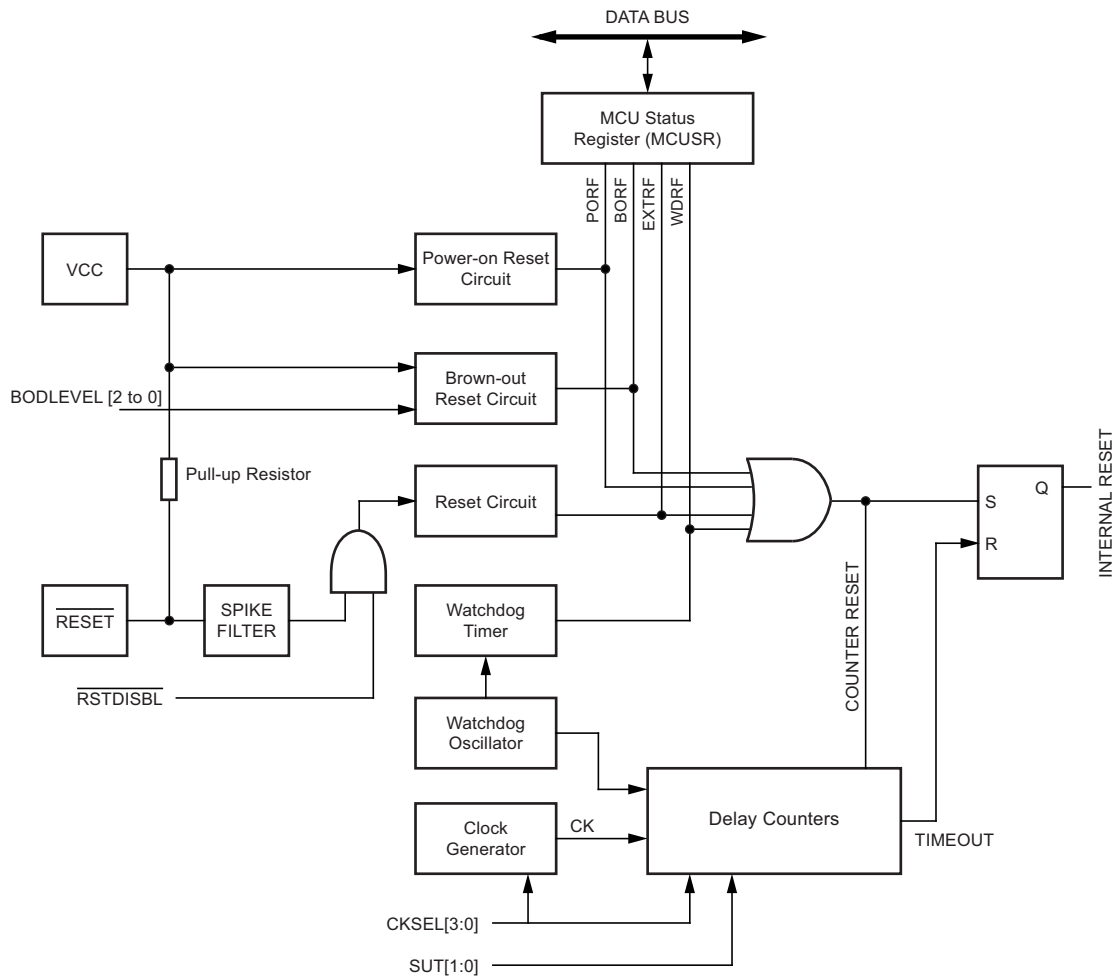 DATA BUS
MCU Status
Register (MCUSR)
PORF
BORF
EXTRF
WDRF
VCC
Power-on Reset
Circuit
Brown-out
Reset Circuit
BODLEVEL [2 to 0]
Pull-up Resistor
Reset Circuit
S
Q
R
INTERNAL RESET
RESET
SPIKE
FILTER
Watchdog
Timer
RSTDISBL
COUNTER RESET
Watchdog
Oscillator
Clock
Generator
CK
Delay Counters
TIMEOUT
CKSEL[3:0]
SUT[1:0]